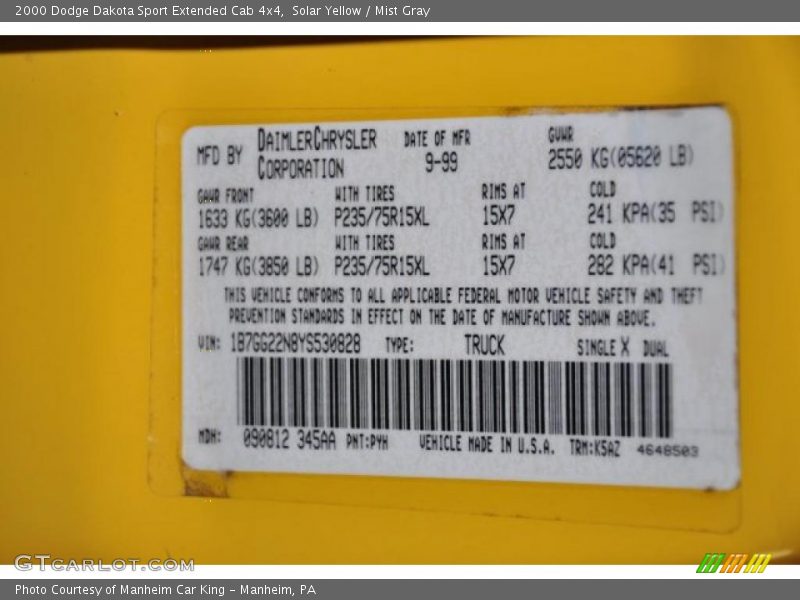 2000 Dodge Dakota Sport Extended Cab 4x4, Solar Yellow / Mist Gray
MFD BY DAIMLERCHRYSLER CORPORATION DATE OF MFR 9-99 GVWR 2550 KG(05620 LB)
GAWR FRONT WITH TIRES RIMS AT COLD
1633 KG(3600 LB) P235/75R15XL 15X7 241 KPA(35 PSI)
GAWR REAR WITH TIRES RIMS AT COLD
1747 KG(3850 LB) P235/75R15XL 15X7 282 KPA(41 PSI)
THIS VEHICLE CONFORMS TO ALL APPLICABLE FEDERAL MOTOR VEHICLE SAFETY AND THEFT
PREVENTION STANDARDS IN EFFECT ON THE DATE OF MANUFACTURE SHOWN ABOVE.
VIN: 1B7GG22N8YS530828 TYPE: TRUCK SINGLE X DUAL
MDH: 090812 345AA PNT:PYH VEHICLE MADE IN U.S.A. TRM:K5AZ 4648503
GTCARLOT.COM
Photo Courtesy of Manheim Car King - Manheim, PA